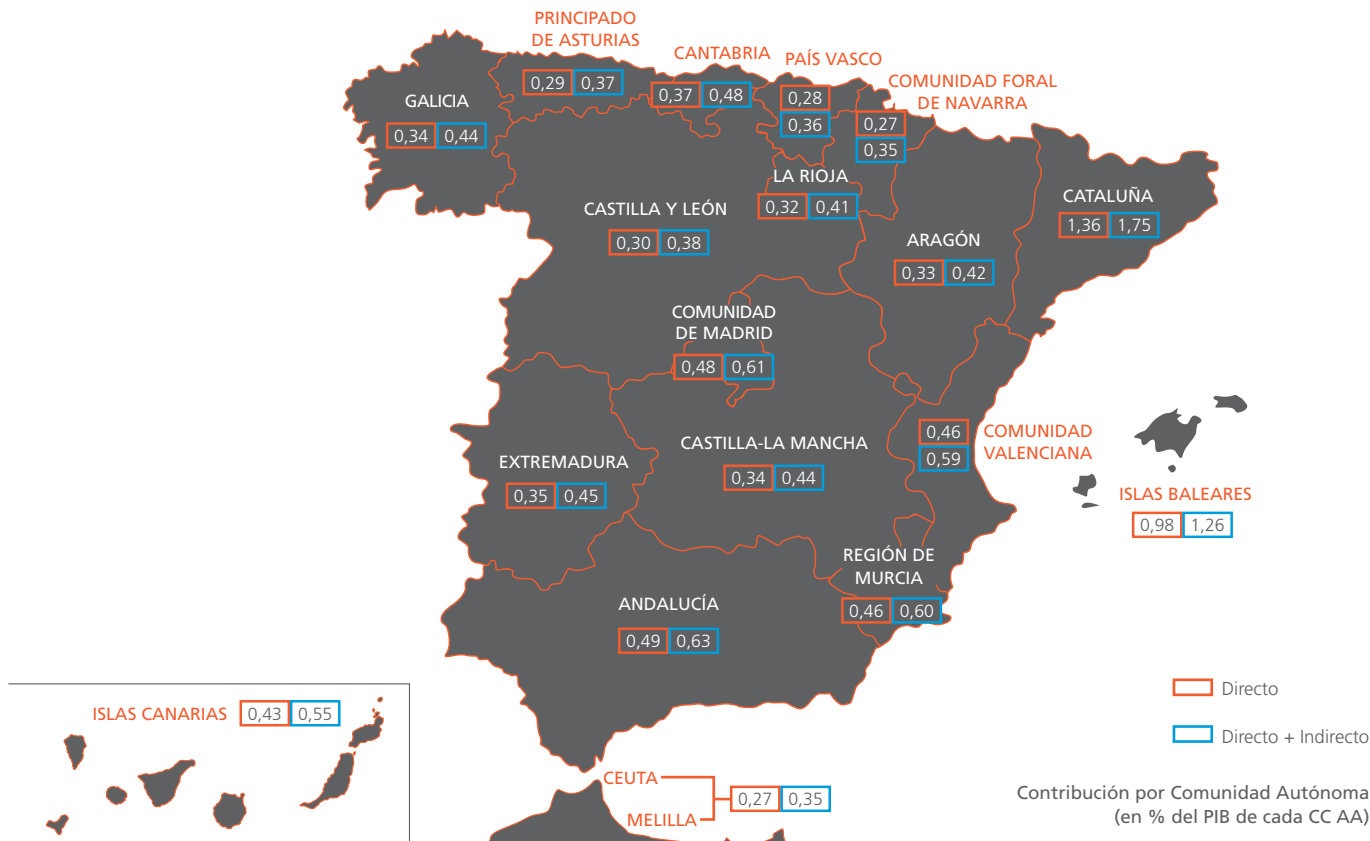 PRINCIPADO
DE ASTURIAS
0,29 0,37
CANTABRIA
0,37 0,48
PAÍS VASCO
0,28
0,36
COMUNIDAD FORAL
DE NAVARRA
0,27
0,35
GALICIA
0,34 0,44
LA RIOJA
0,32 0,41
CASTILLA Y LEÓN
0,30 0,38
CATALUÑA
1,36 1,75
ARAGÓN
0,33 0,42
COMUNIDAD
DE MADRID
0,48 0,61
0,46
0,59
COMUNIDAD
VALENCIANA
CASTILLA-LA MANCHA
0,34 0,44
EXTREMADURA
0,35 0,45
ISLAS BALEARES
0,98 1,26
REGIÓN DE
MURCIA
0,46 0,60
ANDALUCÍA
0,49 0,63
ISLAS CANARIAS 0,43 0,55
CEUTA
MELILLA
0,27 0,35
Directo
Directo + Indirecto
Contribución por Comunidad Autónoma
(en % del PIB de cada CC AA)